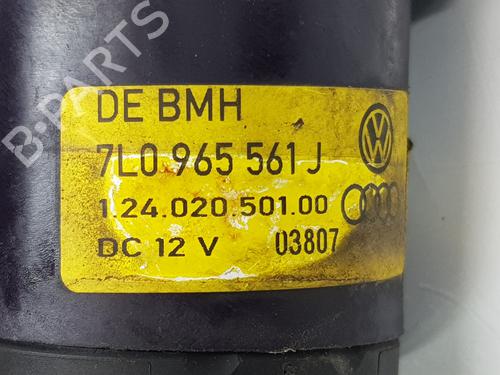 B-PARTS
DE BMH
7L0 965 561 J
1.24.020.501.00
DC 12 V 03807